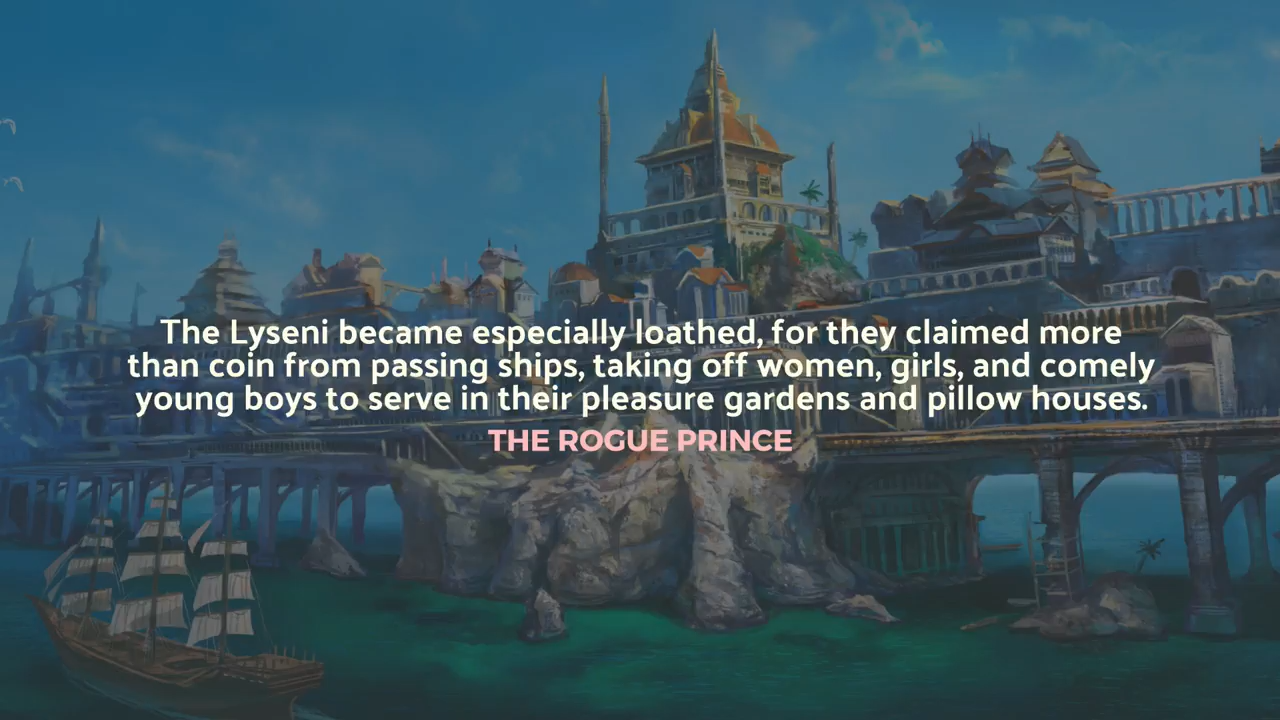 The Lyseni became especially loathed, for they claimed more
than coin from passing ships, taking off women, girls, and comely
young boys to serve in their pleasure gardens and pillow houses.
THE ROGUE PRINCE